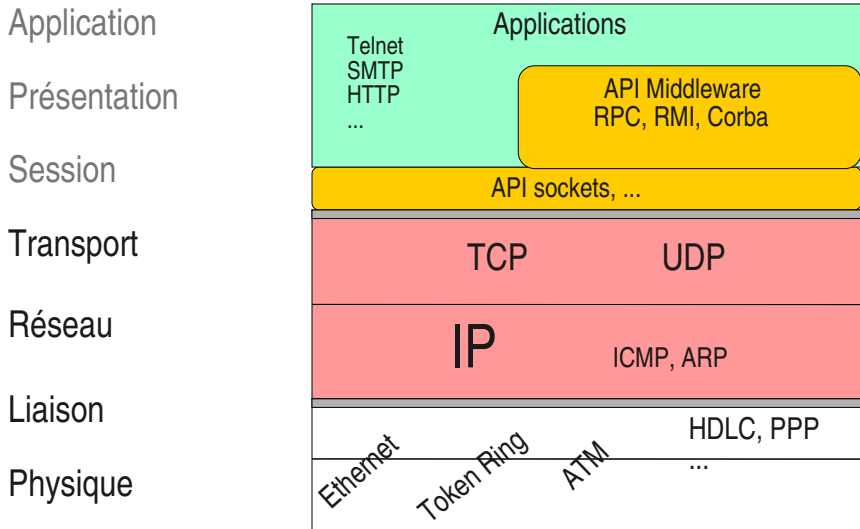 Application
Applications
Telnet
SMTP
HTTP
...
Présentation
API Middleware
RPC, RMI, Corba
Session
API sockets, ...
Transport
TCP
UDP
Réseau
IP
ICMP, ARP
Liaison
HDLC, PPP
...
Physique
Ethernet
Token Ring
ATM